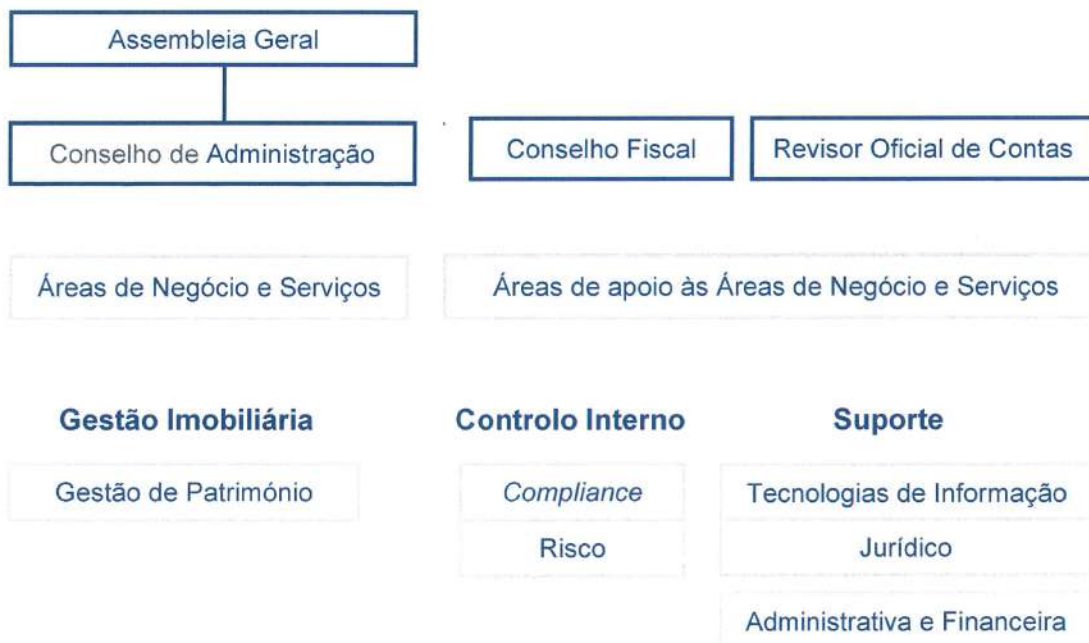 Assembleia Geral
Conselho de Administração
Conselho Fiscal
Revisor Oficial de Contas
Áreas de Negócio e Serviços
Áreas de apoio às Áreas de Negócio e Serviços
Gestão Imobiliária
Controlo Interno
Suporte
Gestão de Património
Compliance
Tecnologias de Informação
Risco
Jurídico
Administrativa e Financeira